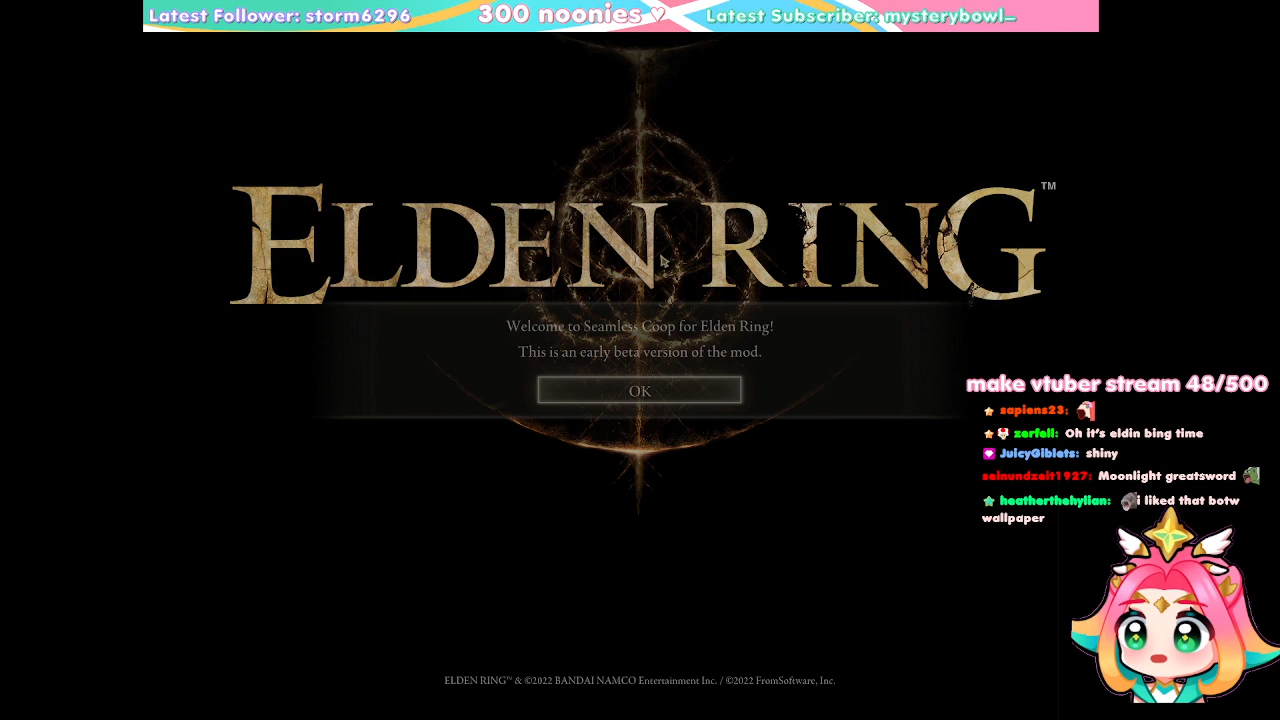 Latest Follower: storm6296
300 noonies ♥
Latest Subscriber: mysterybowl_
ELDEN RING™
Welcome to Seamless Coop for Elden Ring!
This is an early beta version of the mod.
OK
make vtuber stream 48/500
sapiens23:
zerfell: Oh it's eldin bing time
JuicyGiblets: shiny
seinundzeit1927: Moonlight greatsword
heatherthehylian: i liked that botw
wallpaper
ELDEN RING™ & ©2022 BANDAI NAMCO Entertainment Inc. / ©2022 FromSoftware, Inc.